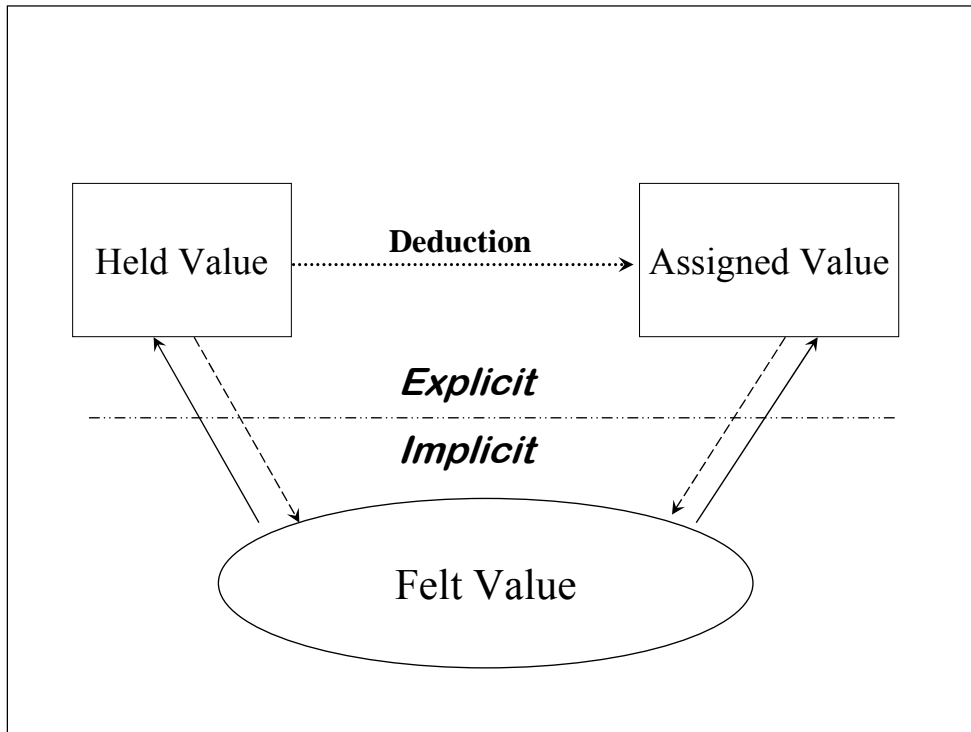 Deduction
Held Value
Assigned Value
Explicit
Implicit
Felt Value